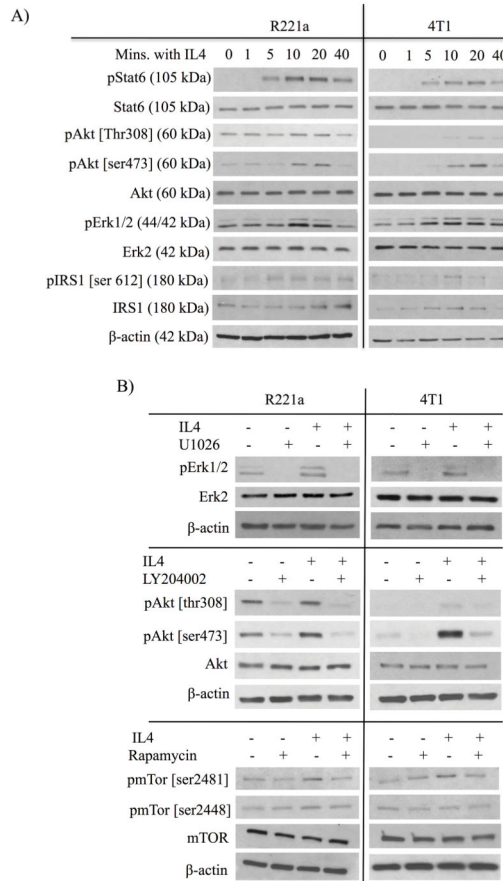 A)
R221a 4T1
Mins. with IL4 0 1 5 10 20 40 0 1 5 10 20 40
pStat6 (105 kDa)
Stat6 (105 kDa)
pAkt [Thr308] (60 kDa)
pAkt [ser473] (60 kDa)
Akt (60 kDa)
pErk1/2 (44/42 kDa)
Erk2 (42 kDa)
pIRS1 [ser 612] (180 kDa)
IRS1 (180 kDa)
β-actin (42 kDa)
B)
R221a 4T1
IL4 - - + + - - + +
U1026 - + - + - + - +
pErk1/2
Erk2
β-actin
IL4 - - + + - - + +
LY204002 - + - + - + - +
pAkt [thr308]
pAkt [ser473]
Akt
β-actin
IL4 - - + + - - + +
Rapamycin - + - + - + - +
pmTor [ser2481]
pmTor [ser2448]
mTOR
β-actin